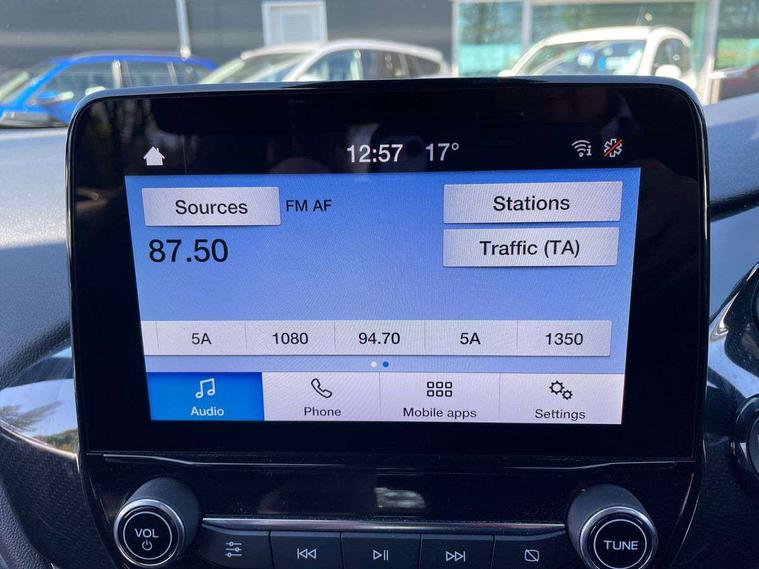 12:57 17°
Sources FM AF Stations
87.50 Traffic (TA)
5A 1080 94.70 5A 1350
Audio Phone Mobile apps Settings
VOL TUNE